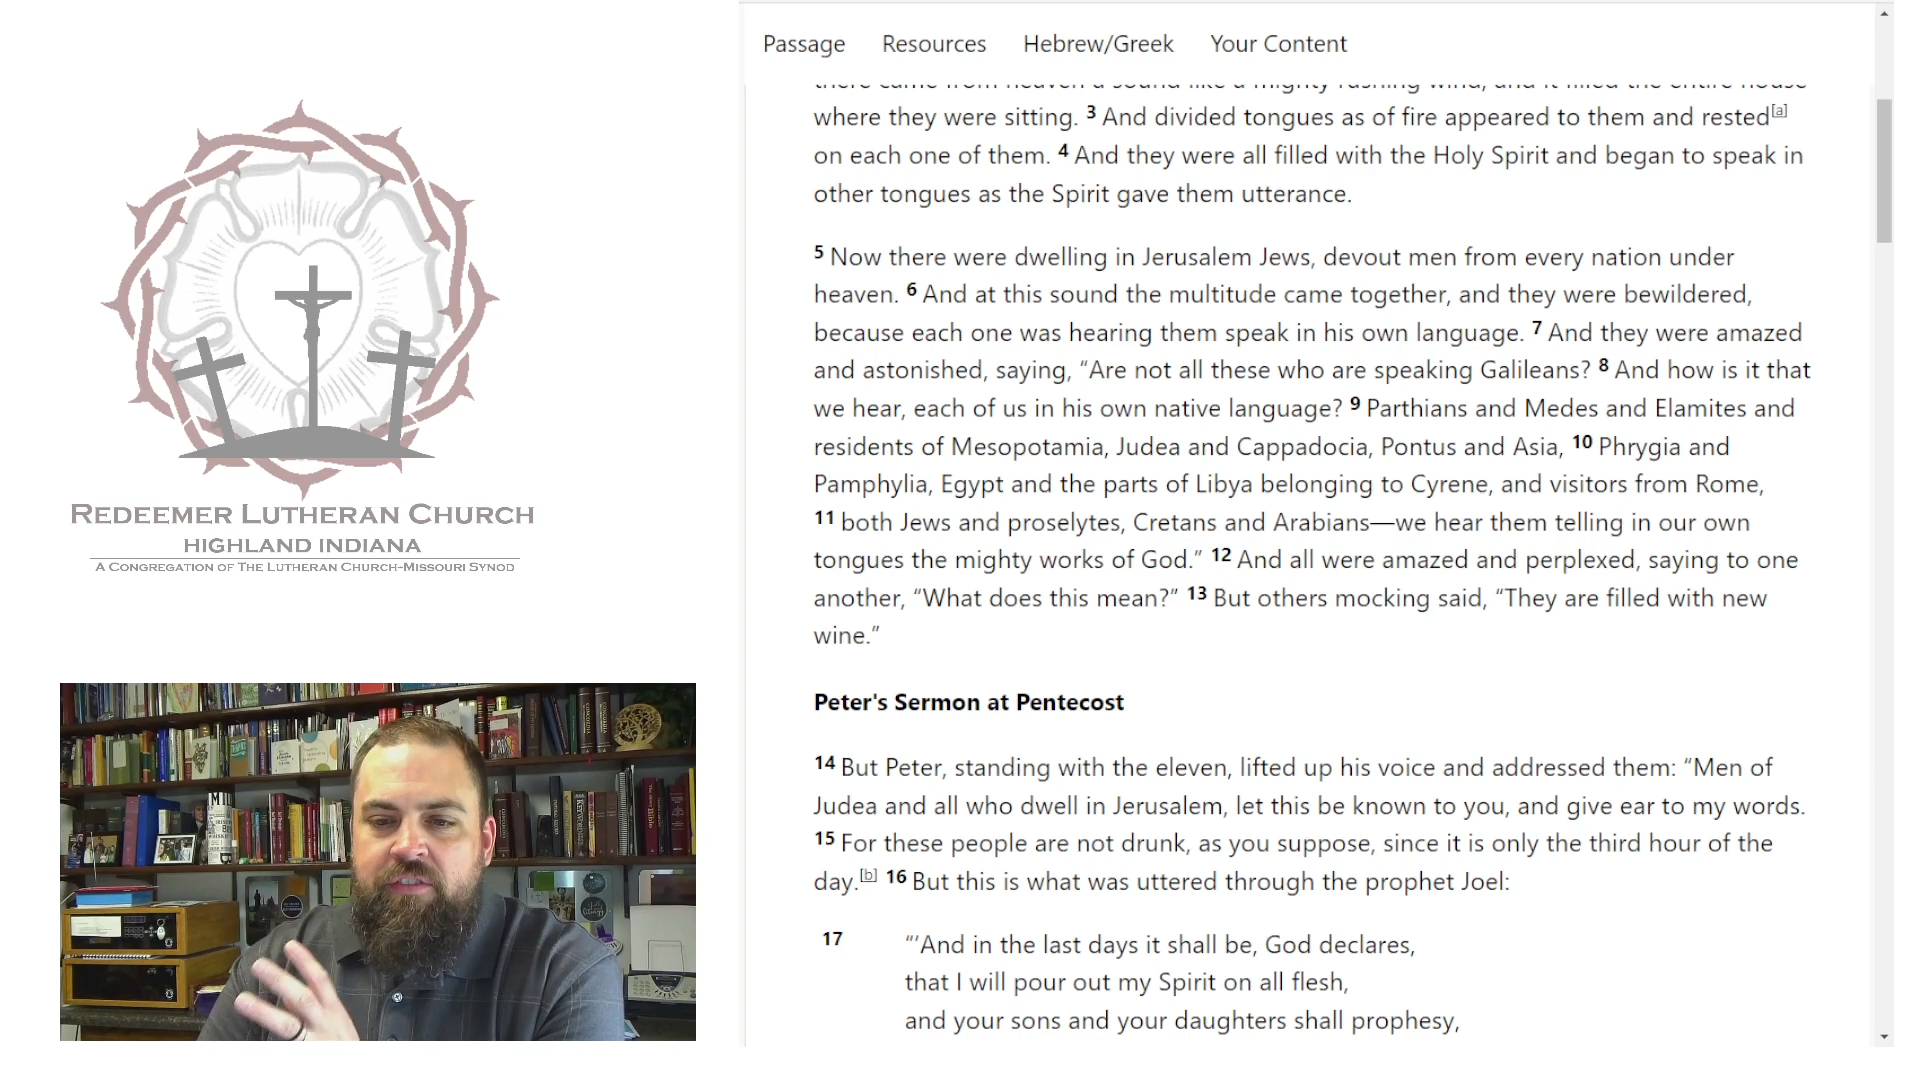 REDEEMER LUTHERAN CHURCH
HIGHLAND INDIANA
A CONGREGATION OF THE LUTHERAN CHURCH-MISSOURI SYNOD
Passage Resources Hebrew/Greek Your Content
there came from heaven a sound like a mighty rushing wind, and it filled the entire house
where they were sitting. 3 And divided tongues as of fire appeared to them and rested[a]
on each one of them. 4 And they were all filled with the Holy Spirit and began to speak in
other tongues as the Spirit gave them utterance.
5 Now there were dwelling in Jerusalem Jews, devout men from every nation under
heaven. 6 And at this sound the multitude came together, and they were bewildered,
because each one was hearing them speak in his own language. 7 And they were amazed
and astonished, saying, “Are not all these who are speaking Galileans? 8 And how is it that
we hear, each of us in his own native language? 9 Parthians and Medes and Elamites and
residents of Mesopotamia, Judea and Cappadocia, Pontus and Asia, 10 Phrygia and
Pamphylia, Egypt and the parts of Libya belonging to Cyrene, and visitors from Rome,
11 both Jews and proselytes, Cretans and Arabians—we hear them telling in our own
tongues the mighty works of God.” 12 And all were amazed and perplexed, saying to one
another, “What does this mean?” 13 But others mocking said, “They are filled with new
wine.”
Peter's Sermon at Pentecost
14 But Peter, standing with the eleven, lifted up his voice and addressed them: “Men of
Judea and all who dwell in Jerusalem, let this be known to you, and give ear to my words.
15 For these people are not drunk, as you suppose, since it is only the third hour of the
day.[b] 16 But this is what was uttered through the prophet Joel:
17 “‘And in the last days it shall be, God declares,
that I will pour out my Spirit on all flesh,
and your sons and your daughters shall prophesy,